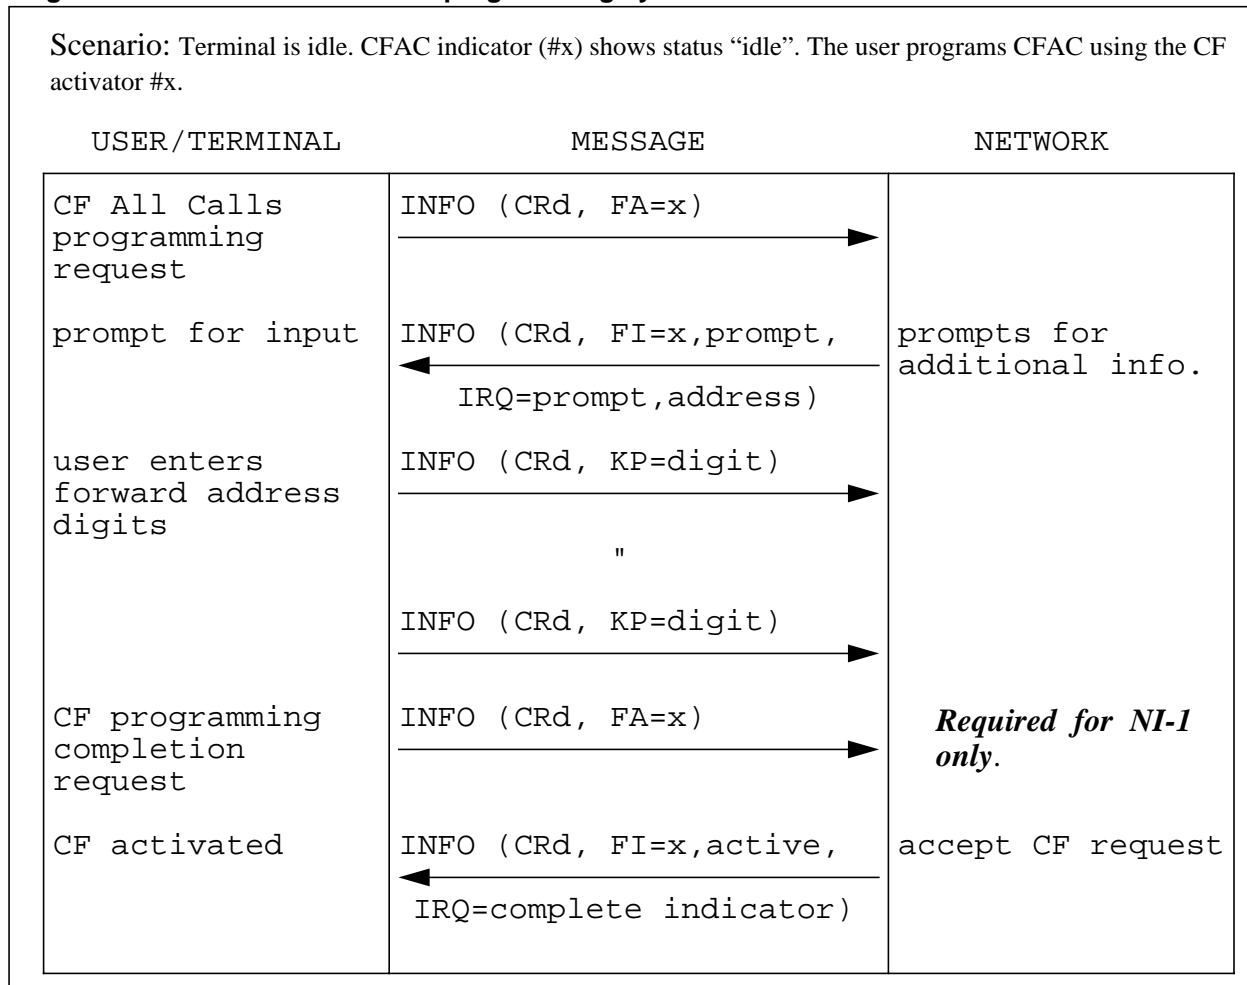 Scenario: Terminal is idle. CFAC indicator (#x) shows status “idle”. The user programs CFAC using the CF
activator #x.
USER/TERMINAL MESSAGE NETWORK
CF All Calls
programming
request
INFO (CRd, FA=x)
prompt for input
INFO (CRd, FI=x,prompt,
IRQ=prompt,address)
prompts for
additional info.
user enters
forward address
digits
INFO (CRd, KP=digit)
"
INFO (CRd, KP=digit)
CF programming
completion
request
INFO (CRd, FA=x)
Required for NI-1
only.
CF activated
INFO (CRd, FI=x,active,
IRQ=complete indicator)
accept CF request